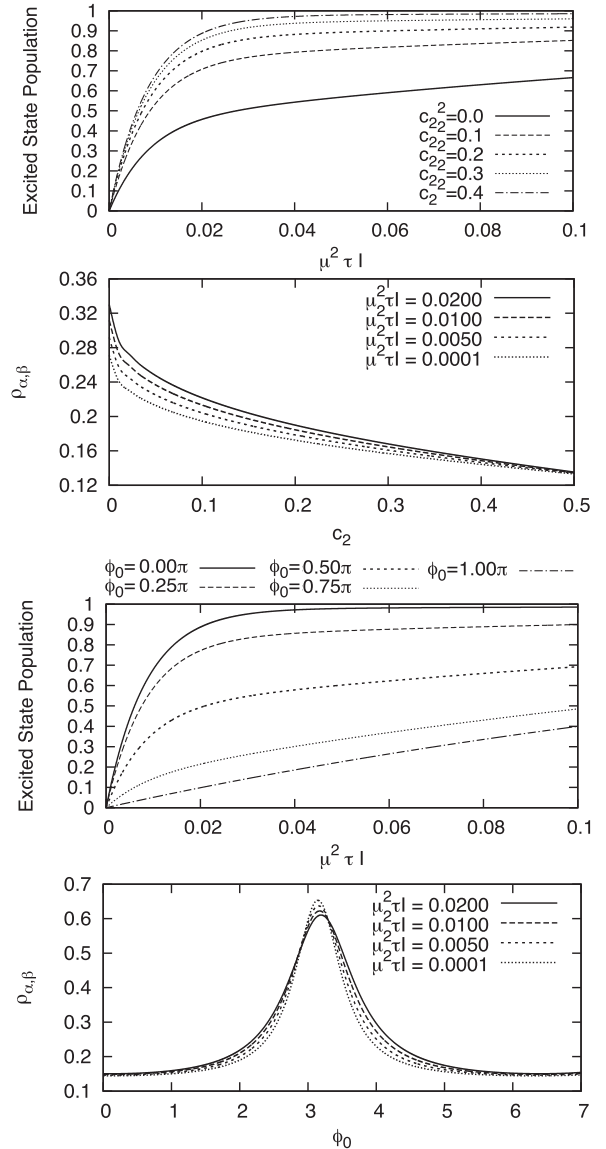 1
0.9
0.8
0.7
0.6
0.5
0.4
0.3
0.2
0.1
0
Excited State Population
c₂²=0.0
c₂²=0.1
c₂²=0.2
c₂²=0.3
c₂²=0.4
0 0.02 0.04 0.06 0.08 0.1
μ² τ I
0.36
0.32
0.28
0.24
0.2
0.16
0.12
ρα,β
μ²τI = 0.0200
μ²τI = 0.0100
μ²τI = 0.0050
μ²τI = 0.0001
0 0.1 0.2 0.3 0.4 0.5
c₂
ϕ₀= 0.00π ϕ₀= 0.50π ϕ₀= 1.00π
ϕ₀= 0.25π ϕ₀= 0.75π
1
0.9
0.8
0.7
0.6
0.5
0.4
0.3
0.2
0.1
0
Excited State Population
0 0.02 0.04 0.06 0.08 0.1
μ² τ I
0.7
0.6
0.5
0.4
0.3
0.2
0.1
ρα,β
μ²τI = 0.0200
μ²τI = 0.0100
μ²τI = 0.0050
μ²τI = 0.0001
0 1 2 3 4 5 6 7
ϕ₀